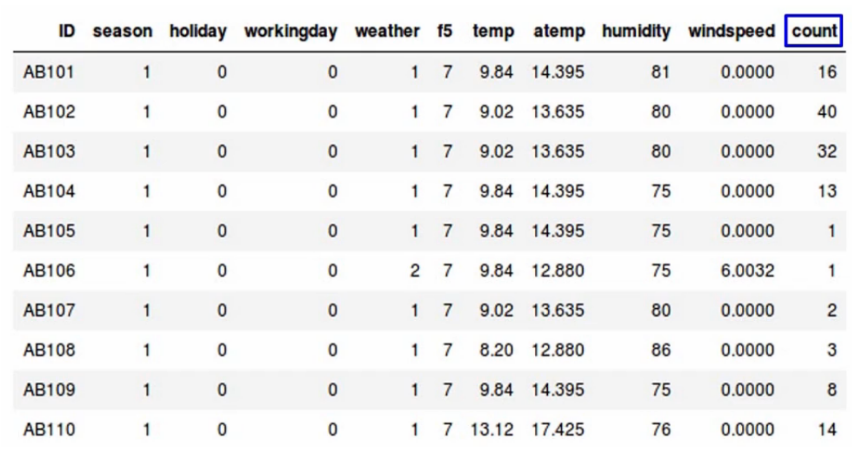 ID season holiday workingday weather f5 temp atemp humidity windspeed count
AB101 1 0 0 1 7 9.84 14.395 81 0.0000 16
AB102 1 0 0 1 7 9.02 13.635 80 0.0000 40
AB103 1 0 0 1 7 9.02 13.635 80 0.0000 32
AB104 1 0 0 1 7 9.84 14.395 75 0.0000 13
AB105 1 0 0 1 7 9.84 14.395 75 0.0000 1
AB106 1 0 0 2 7 9.84 12.880 75 6.0032 1
AB107 1 0 0 1 7 9.02 13.635 80 0.0000 2
AB108 1 0 0 1 7 8.20 12.880 86 0.0000 3
AB109 1 0 0 1 7 9.84 14.395 75 0.0000 8
AB110 1 0 0 1 7 13.12 17.425 76 0.0000 14